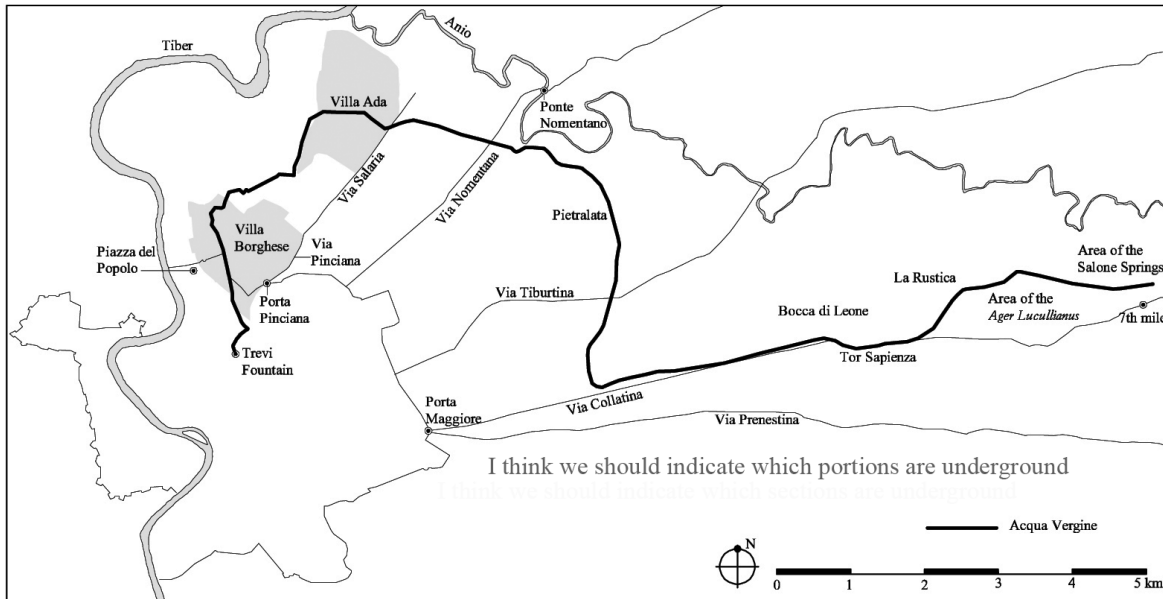 Tiber
Anio
Villa Ada
Ponte
Nomentano
Via Salaria
Via Nomentana
Pietralata
Villa
Borghese
Via
Pinciana
Piazza del
Popolo
Porta
Pinciana
Trevi
Fountain
Via Tiburtina
Area of the
Salone Springs
La Rustica
Area of the
Ager Lucullianus
7th mile
Bocca di Leone
Tor Sapienza
Via Collatina
Porta
Maggiore
Via Prenestina
I think we should indicate which portions are underground
I think we should indicate which sections are underground
Acqua Vergine
N
0 1 2 3 4 5 km